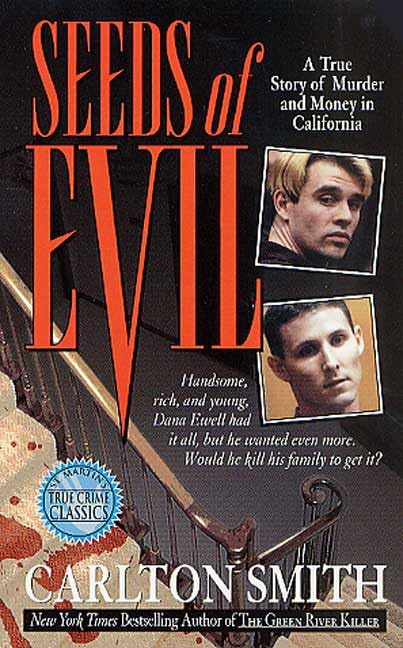 SEEDS of
EVIL
A True
Story of Murder
and Money in
California
Handsome,
rich, and young,
Dana Ewell had
it all, but he wanted even more.
Would he kill his family to get it?
ST. MARTIN'S
TRUE CRIME
CLASSICS
CARLTON SMITH
New York Times Bestselling Author of THE GREEN RIVER KILLER